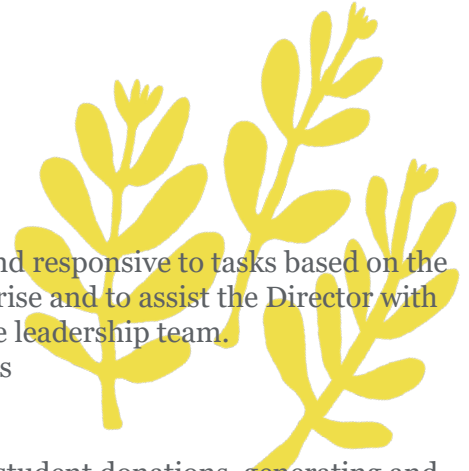 nd responsive to tasks based on the
rise and to assist the Director with
e leadership team.
s
student donations, generating and